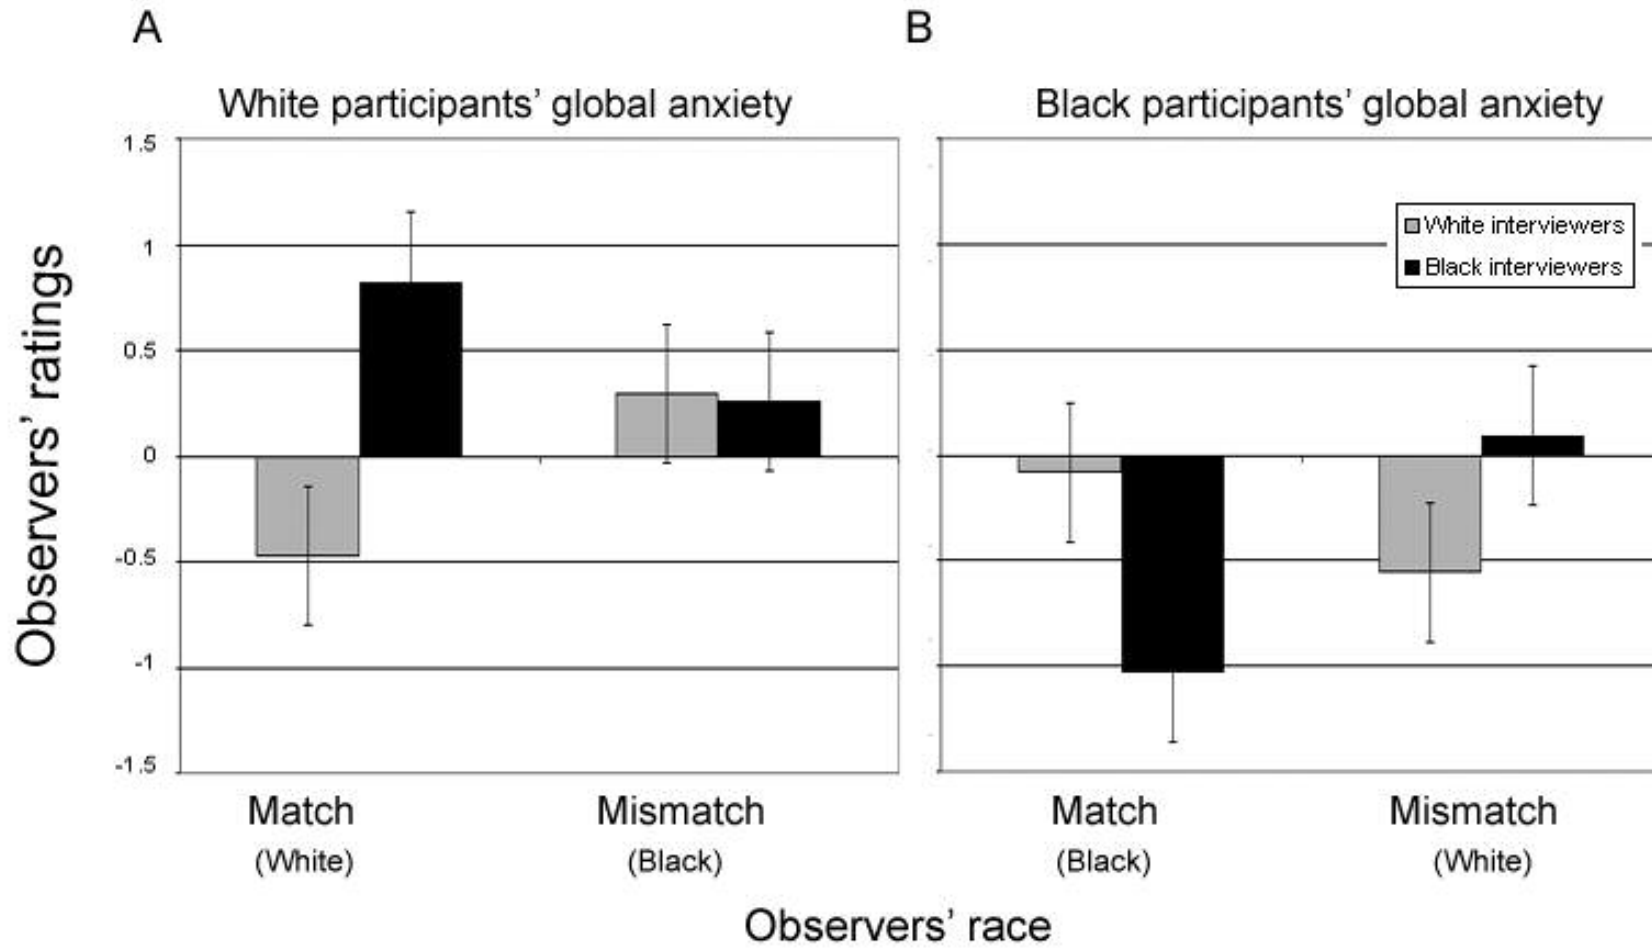 A
B
White participants’ global anxiety
Black participants’ global anxiety
Observers’ ratings
1.5
1
0.5
0
-0.5
-1
-1.5
White interviewers
Black interviewers
Match
(White)
Mismatch
(Black)
Match
(Black)
Mismatch
(White)
Observers’ race